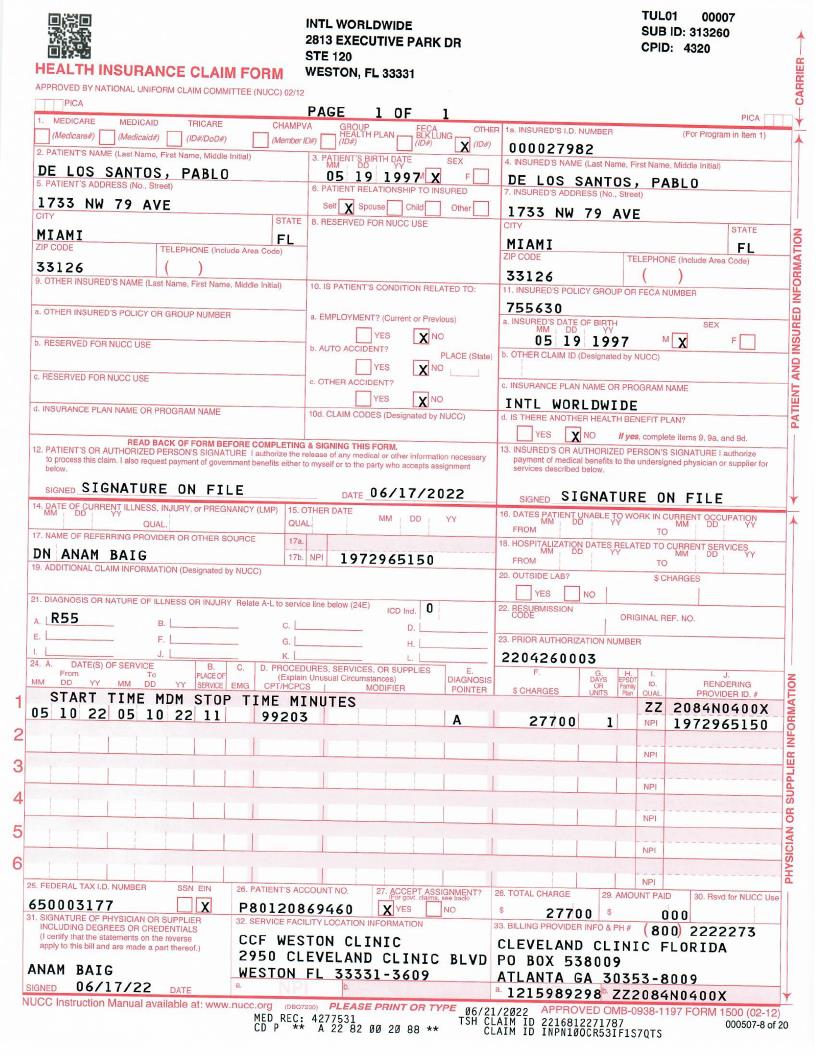 INTL WORLDWIDE
2813 EXECUTIVE PARK DR
STE 120
WESTON, FL 33331
TUL01 00007
SUB ID: 313260
CPID: 4320
HEALTH INSURANCE CLAIM FORM
APPROVED BY NATIONAL UNIFORM CLAIM COMMITTEE (NUCC) 02/12
PICA
PAGE 1 OF 1
PICA
CARRIER
1. MEDICARE MEDICAID TRICARE CHAMPVA GROUP HEALTH PLAN FECA BLK LUNG OTHER
(Medicare#) (Medicaid#) (ID#/DoD#) (Member ID#) (ID#) (ID#) X (ID#)
1a. INSURED'S I.D. NUMBER (For Program in Item 1)
000027982
2. PATIENT'S NAME (Last Name, First Name, Middle Initial)
DE LOS SANTOS, PABLO
3. PATIENT'S BIRTH DATE SEX
MM DD YY
05 19 1997 M X F
4. INSURED'S NAME (Last Name, First Name, Middle Initial)
DE LOS SANTOS, PABLO
5. PATIENT'S ADDRESS (No., Street)
1733 NW 79 AVE
6. PATIENT RELATIONSHIP TO INSURED
Self X Spouse Child Other
7. INSURED'S ADDRESS (No., Street)
1733 NW 79 AVE
CITY STATE
MIAMI FL
8. RESERVED FOR NUCC USE
CITY STATE
MIAMI FL
ZIP CODE TELEPHONE (Include Area Code)
33126 ( )
ZIP CODE TELEPHONE (Include Area Code)
33126 ( )
9. OTHER INSURED'S NAME (Last Name, First Name, Middle Initial)
10. IS PATIENT'S CONDITION RELATED TO:
11. INSURED'S POLICY GROUP OR FECA NUMBER
755630
a. OTHER INSURED'S POLICY OR GROUP NUMBER
a. EMPLOYMENT? (Current or Previous)
YES X NO
a. INSURED'S DATE OF BIRTH SEX
MM DD YY
05 19 1997 M X F
b. RESERVED FOR NUCC USE
b. AUTO ACCIDENT? PLACE (State)
YES X NO
b. OTHER CLAIM ID (Designated by NUCC)
c. RESERVED FOR NUCC USE
c. OTHER ACCIDENT?
YES X NO
c. INSURANCE PLAN NAME OR PROGRAM NAME
INTL WORLDWIDE
d. INSURANCE PLAN NAME OR PROGRAM NAME
10d. CLAIM CODES (Designated by NUCC)
d. IS THERE ANOTHER HEALTH BENEFIT PLAN?
YES X NO If yes, complete items 9, 9a, and 9d.
READ BACK OF FORM BEFORE COMPLETING & SIGNING THIS FORM.
12. PATIENT'S OR AUTHORIZED PERSON'S SIGNATURE I authorize the release of any medical or other information necessary
to process this claim. I also request payment of government benefits either to myself or to the party who accepts assignment
below.
SIGNED SIGNATURE ON FILE DATE 06/17/2022
13. INSURED'S OR AUTHORIZED PERSON'S SIGNATURE I authorize
payment of medical benefits to the undersigned physician or supplier for
services described below.
SIGNED SIGNATURE ON FILE
PATIENT AND INSURED INFORMATION
14. DATE OF CURRENT ILLNESS, INJURY, or PREGNANCY (LMP)
MM DD YY
QUAL.
15. OTHER DATE
QUAL. MM DD YY
16. DATES PATIENT UNABLE TO WORK IN CURRENT OCCUPATION
MM DD YY MM DD YY
FROM TO
17. NAME OF REFERRING PROVIDER OR OTHER SOURCE
DN ANAM BAIG
17a.
17b. NPI 1972965150
18. HOSPITALIZATION DATES RELATED TO CURRENT SERVICES
MM DD YY MM DD YY
FROM TO
19. ADDITIONAL CLAIM INFORMATION (Designated by NUCC)
20. OUTSIDE LAB? $ CHARGES
YES NO
21. DIAGNOSIS OR NATURE OF ILLNESS OR INJURY Relate A-L to service line below (24E) ICD Ind. 0
A. R55 B. C. D.
E. F. G. H.
I. J. K. L.
22. RESUBMISSION CODE ORIGINAL REF. NO.
23. PRIOR AUTHORIZATION NUMBER
2204260003
24. A. DATE(S) OF SERVICE B. C. D. PROCEDURES, SERVICES, OR SUPPLIES E. F. G. H. I. J.
From To PLACE OF (Explain Unusual Circumstances) DIAGNOSIS DAYS OR EPSDT Family ID. RENDERING
MM DD YY MM DD YY SERVICE EMG CPT/HCPCS MODIFIER POINTER $ CHARGES UNITS Plan QUAL. PROVIDER ID. #
1 START TIME MDM STOP TIME MINUTES ZZ 2084N0400X
05 10 22 05 10 22 11 99203 A 27700 1 NPI 1972965150
2
NPI
3
NPI
4
NPI
5
NPI
6
NPI
PHYSICIAN OR SUPPLIER INFORMATION
25. FEDERAL TAX I.D. NUMBER SSN EIN
650003177 X
26. PATIENT'S ACCOUNT NO.
P80120869460
27. ACCEPT ASSIGNMENT?
(For govt. claims, see back)
X YES NO
28. TOTAL CHARGE
$ 27700
29. AMOUNT PAID
$ 000
30. Rsvd for NUCC Use
31. SIGNATURE OF PHYSICIAN OR SUPPLIER
INCLUDING DEGREES OR CREDENTIALS
(I certify that the statements on the reverse
apply to this bill and are made a part thereof.)
ANAM BAIG
SIGNED 06/17/22 DATE
32. SERVICE FACILITY LOCATION INFORMATION
CCF WESTON CLINIC
2950 CLEVELAND CLINIC BLVD
WESTON FL 33331-3609
a. NPI b.
33. BILLING PROVIDER INFO & PH # (800) 2222273
CLEVELAND CLINIC FLORIDA
PO BOX 538009
ATLANTA GA 30353-8009
a. 1215989298 b. ZZ2084N0400X
NUCC Instruction Manual available at: www.nucc.org (DBG7220) PLEASE PRINT OR TYPE 06/21/2022 APPROVED OMB-0938-1197 FORM 1500 (02-12)
MED REC: 4277531 TSH CLAIM ID 2216812271787
CD P ** A 22 82 00 20 88 ** CLAIM ID INPN10OCR53IF1S7QTS
000507-8 of 20